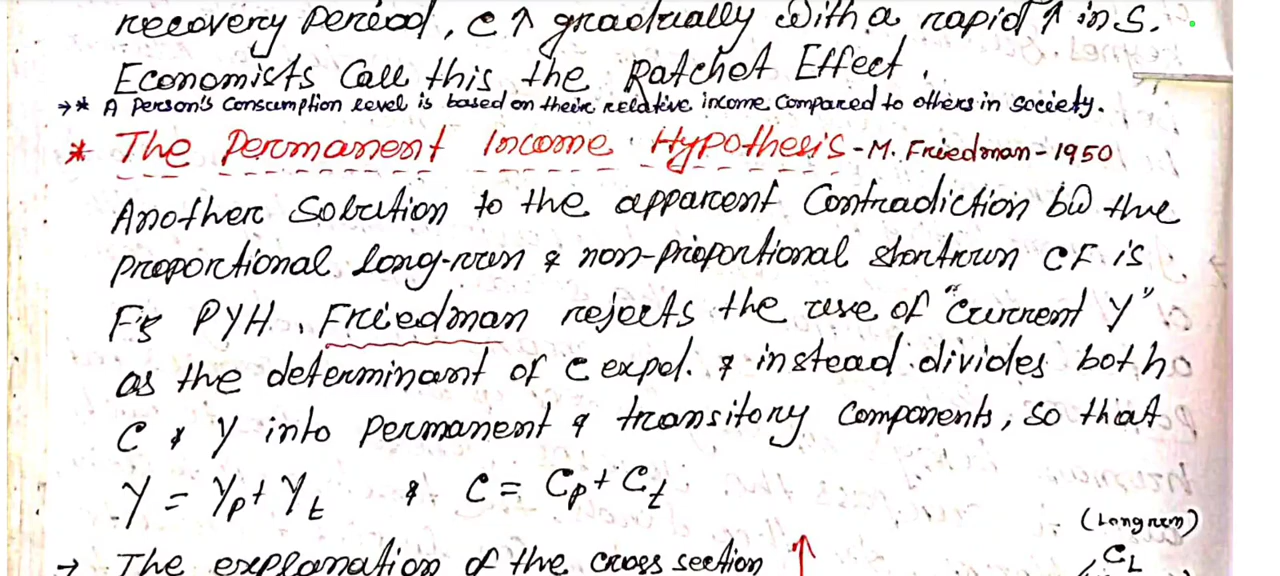 recovery period, C ↑ gradually with a rapid ↑ in S.
Economists Call this the Ratchet Effect.
→* A Person's Consumption level is based on their relative income Compared to others in society.
* The Permanent Income Hypothesis - M. Friedman - 1950
Another Solution to the apparent Contradiction b/w the
proportional long-run & non-proportional shortrun CF is
F's PYH. Friedman rejects the use of "Current Y"
as the determinant of C expd. & instead divides both
C & Y into permanent & transitory Components, So that
Y = Yp + Yt & C = Cp + Ct
(Long run)
→ The explanation of the cross section ↑
CL